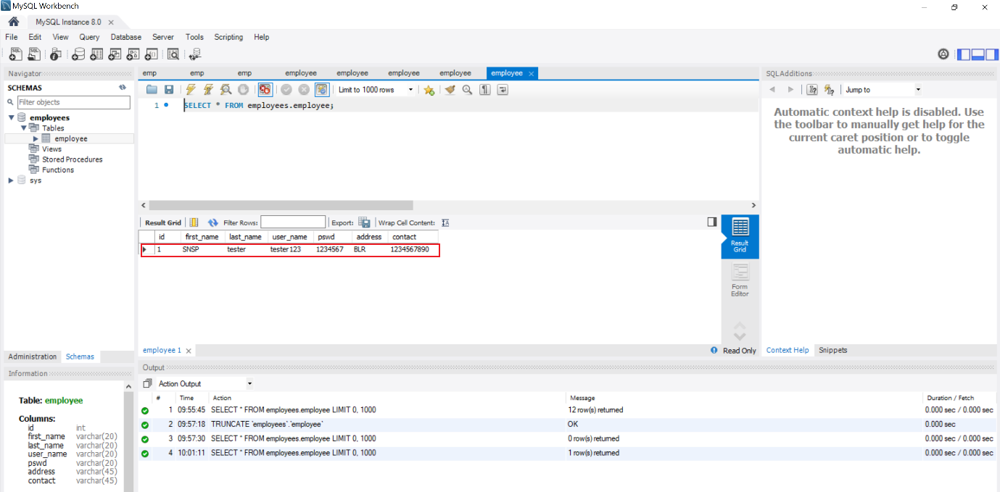 MySQL Workbench
MySQL Instance 8.0
File Edit View Query Database Server Tools Scripting Help
Navigator
SCHEMAS
Filter objects
employees
Tables
employee
Views
Stored Procedures
Functions
sys
Administration Schemas
Information
Table: employee
Columns:
id int
first_name varchar(20)
last_name varchar(20)
user_name varchar(20)
pswd varchar(20)
address varchar(45)
contact varchar(45)
emp emp emp employee employee employee employee employee
Limit to 1000 rows
1 SELECT * FROM employees.employee;
Result Grid Filter Rows: Export: Wrap Cell Content:
id first_name last_name user_name pswd address contact
1 SNSP tester tester123 1234567 BLR 1234567890
Result
Grid
Form
Editor
employee 1
Read Only
SQLAdditions
Jump to
Automatic context help is disabled. Use
the toolbar to manually get help for the
current caret position or to toggle
automatic help.
Context Help Snippets
Output
Action Output
# Time Action Message Duration / Fetch
1 09:55:45 SELECT * FROM employees.employee LIMIT 0, 1000 12 row(s) returned 0.000 sec / 0.000 sec
2 09:57:18 TRUNCATE `employees`.`employee` OK 0.000 sec
3 09:57:30 SELECT * FROM employees.employee LIMIT 0, 1000 0 row(s) returned 0.000 sec / 0.000 sec
4 10:01:11 SELECT * FROM employees.employee LIMIT 0, 1000 1 row(s) returned 0.000 sec / 0.000 sec